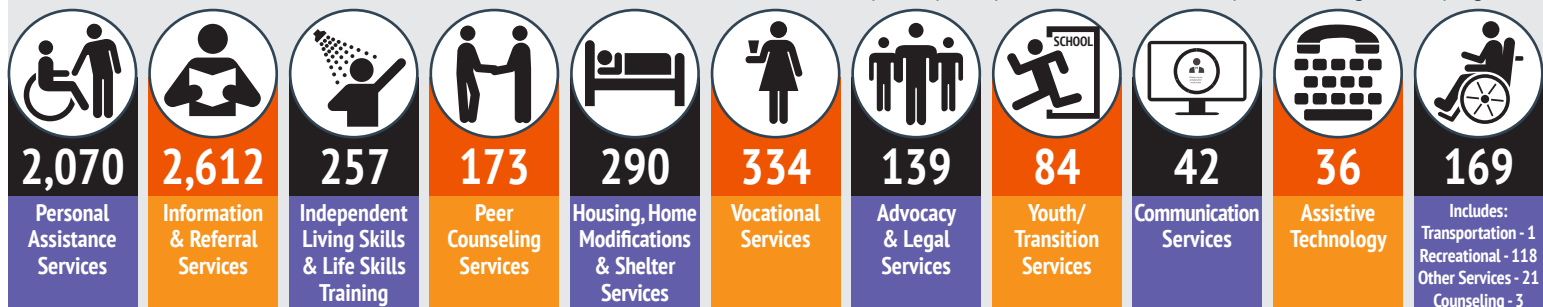 SCHOOL
2,070
Personal
Assistance
Services
2,612
Information
& Referral
Services
257
Independent
Living Skills
& Life Skills
Training
173
Peer
Counseling
Services
290
Housing, Home
Modifications
& Shelter
Services
334
Vocational
Services
139
Advocacy
& Legal
Services
84
Youth/
Transition
Services
42
Communication
Services
36
Assistive
Technology
169
Includes:
Transportation - 1
Recreational - 118
Other Services - 21
Counseling - 3